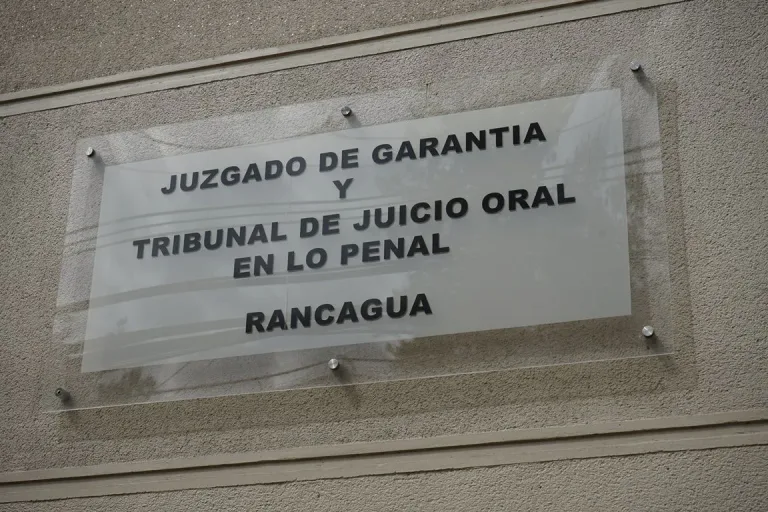 JUZGADO DE GARANTIA
Y
TRIBUNAL DE JUICIO ORAL
EN LO PENAL
RANCAGUA